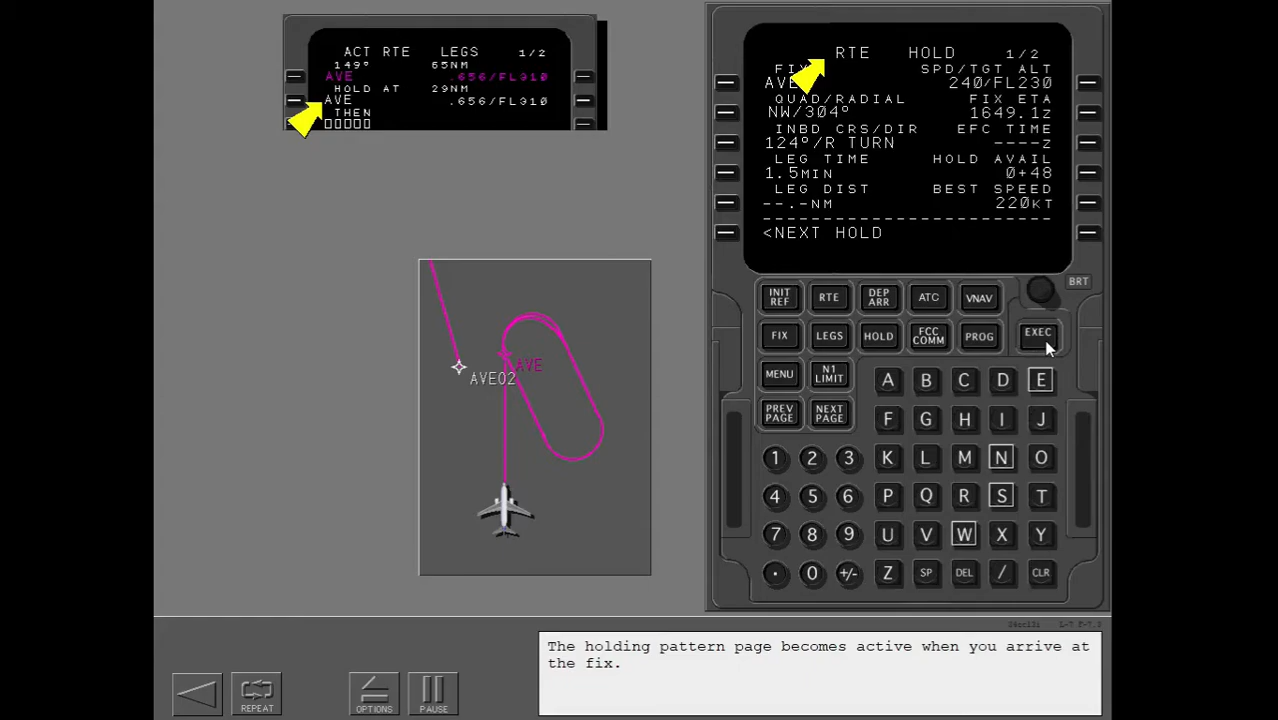 ACT RTE LEGS 1/2
149° 65NM
AVE .656/FL310
HOLD AT 29NM
AVE .656/FL310
THEN
□□□□□
RTE HOLD 1/2
FIX SPD/TGT ALT
AVE 240/FL230
QUAD/RADIAL FIX ETA
NW/304° 1649.1z
INBD CRS/DIR EFC TIME
124°/R TURN ----z
LEG TIME HOLD AVAIL
1.5MIN 0+48
LEG DIST BEST SPEED
--.-NM 220KT
<NEXT HOLD
BRT
INIT REF RTE DEP ARR ATC VNAV
FIX LEGS HOLD FCC COMM PROG EXEC
MENU N1 LIMIT
PREV PAGE NEXT PAGE
A B C D E
F G H I J
1 2 3 K L M N O
4 5 6 P Q R S T
7 8 9 U V W X Y
. 0 +/- Z SP DEL / CLR
AVE
AVE02
The holding pattern page becomes active when you arrive at
the fix.
REPEAT OPTIONS PAUSE